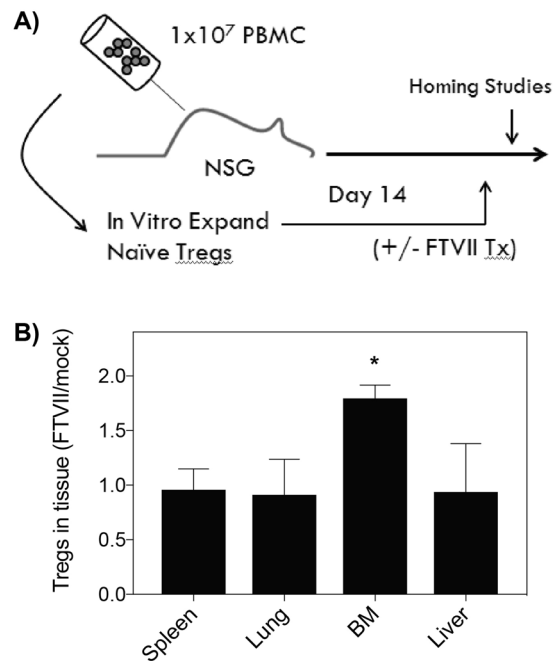 A)
1x10⁷ PBMC
Homing Studies
NSG
Day 14
In Vitro Expand
Naïve Tregs
(+/- FTVII Tx)
B)
Tregs in tissue (FTVII/mock)
2.0
1.5
1.0
0.5
0.0
*
Spleen
Lung
BM
Liver